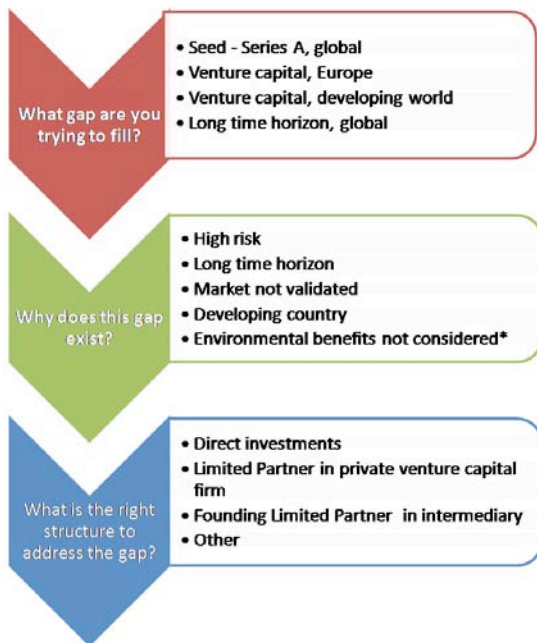 What gap are you
trying to fill?
• Seed - Series A, global
• Venture capital, Europe
• Venture capital, developing world
• Long time horizon, global
Why does this gap
exist?
• High risk
• Long time horizon
• Market not validated
• Developing country
• Environmental benefits not considered*
What is the right
structure to
address the gap?
• Direct investments
• Limited Partner in private venture capital
firm
• Founding Limited Partner in intermediary
• Other